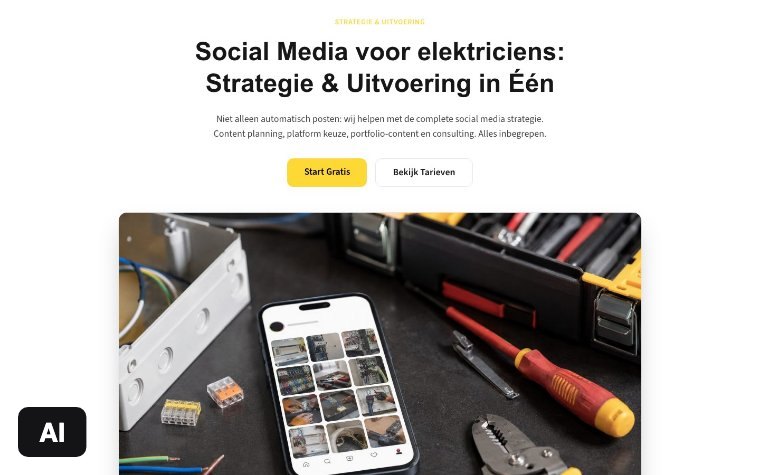 STRATEGIE & UITVOERING
Social Media voor elektriciens:
Strategie & Uitvoering in Één
Niet alleen automatisch posten: wij helpen met de complete social media strategie.
Content planning, platform keuze, portfolio-content en consulting. Alles inbegrepen.
Start Gratis
Bekijk Tarieven
AI